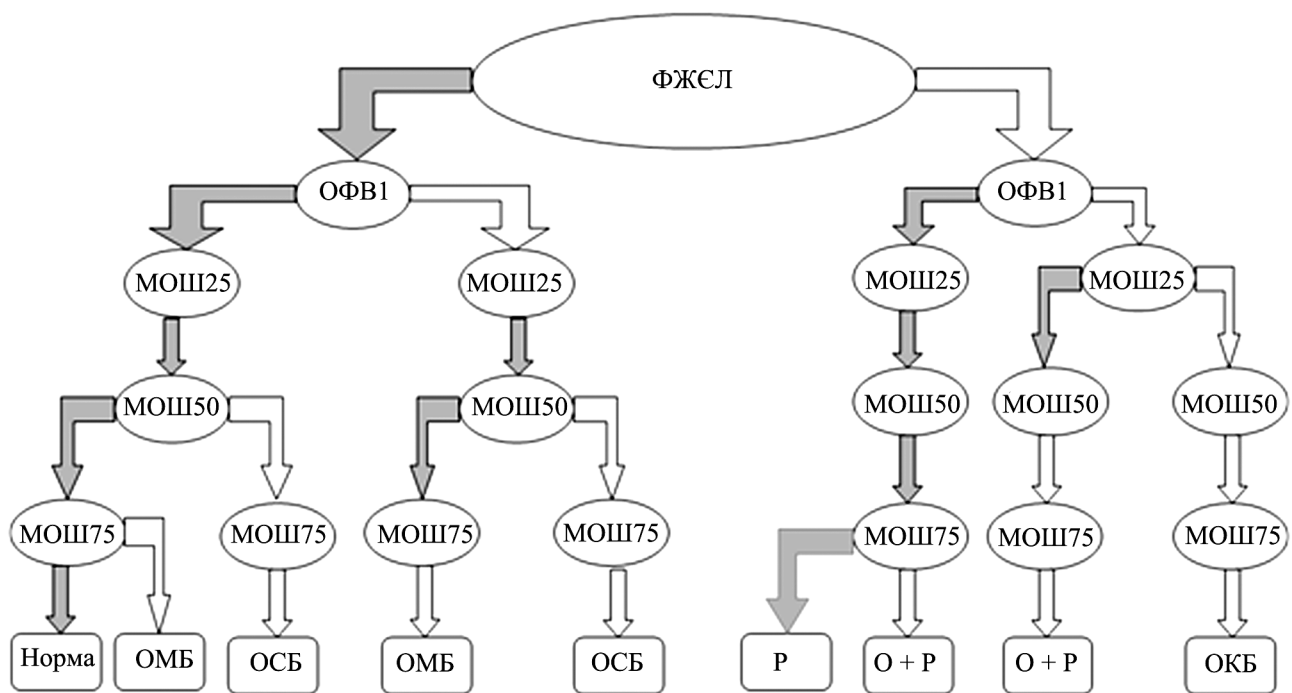 ФЖЄЛ
ОФВ1 ОФВ1
МОШ25 МОШ25 МОШ25 МОШ25
МОШ50 МОШ50 МОШ50 МОШ50 МОШ50
МОШ75 МОШ75 МОШ75 МОШ75 МОШ75 МОШ75 МОШ75
Норма ОМБ ОСБ ОМБ ОСБ Р О + Р О + Р ОКБ